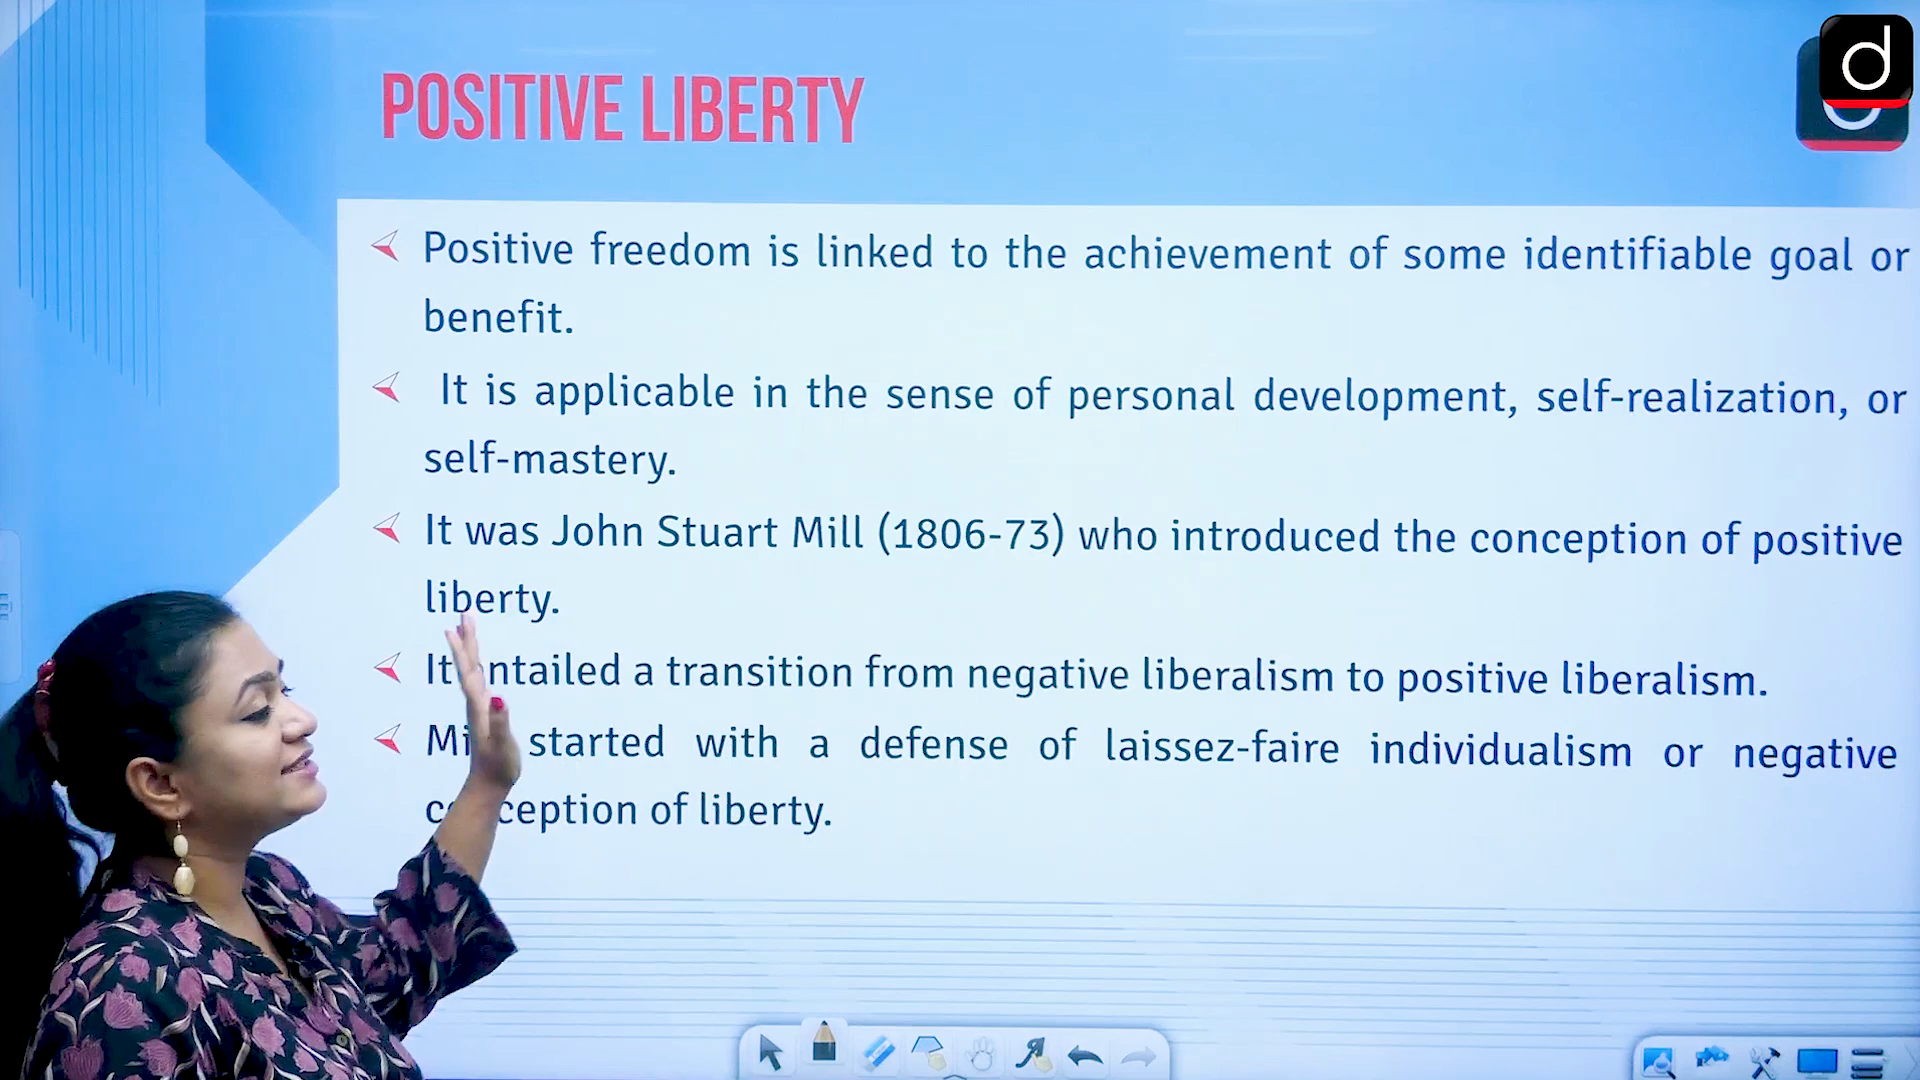 POSITIVE LIBERTY
Positive freedom is linked to the achievement of some identifiable goal or
benefit.
It is applicable in the sense of personal development, self-realization, or
self-mastery.
It was John Stuart Mill (1806-73) who introduced the conception of positive
liberty.
It entailed a transition from negative liberalism to positive liberalism.
Mill started with a defense of laissez-faire individualism or negative
conception of liberty.
d